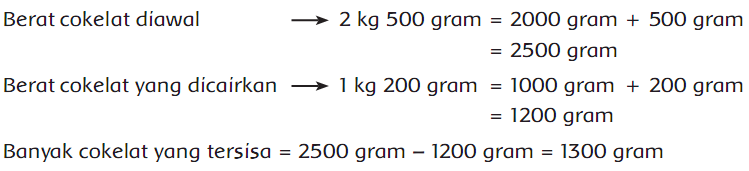 Berat cokelat diawal → 2 kg 500 gram = 2000 gram + 500 gram
= 2500 gram
Berat cokelat yang dicairkan → 1 kg 200 gram = 1000 gram + 200 gram
= 1200 gram
Banyak cokelat yang tersisa = 2500 gram – 1200 gram = 1300 gram